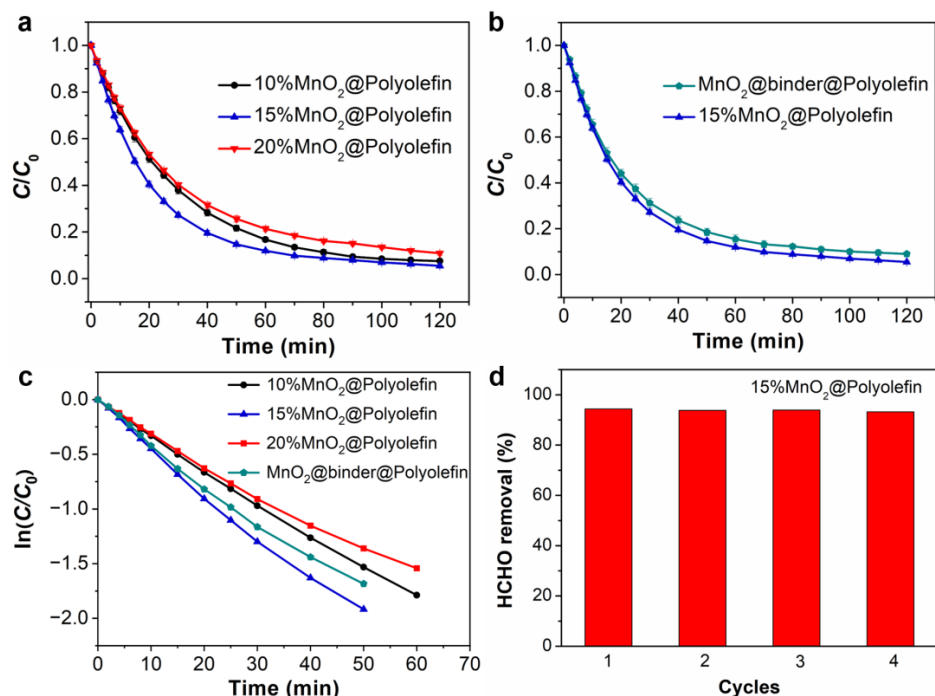 a
1.0
0.8
0.6
0.4
0.2
0.0
C/C₀
10%MnO₂@Polyolefin
15%MnO₂@Polyolefin
20%MnO₂@Polyolefin
0 20 40 60 80 100 120
Time (min)
b
1.0
0.8
0.6
0.4
0.2
0.0
C/C₀
MnO₂@binder@Polyolefin
15%MnO₂@Polyolefin
0 20 40 60 80 100 120
Time (min)
c
0.0
−0.5
−1.0
−1.5
−2.0
ln(C/C₀)
10%MnO₂@Polyolefin
15%MnO₂@Polyolefin
20%MnO₂@Polyolefin
MnO₂@binder@Polyolefin
0 10 20 30 40 50 60 70
Time (min)
d
100
80
60
40
20
0
HCHO removal (%)
15%MnO₂@Polyolefin
1 2 3 4
Cycles